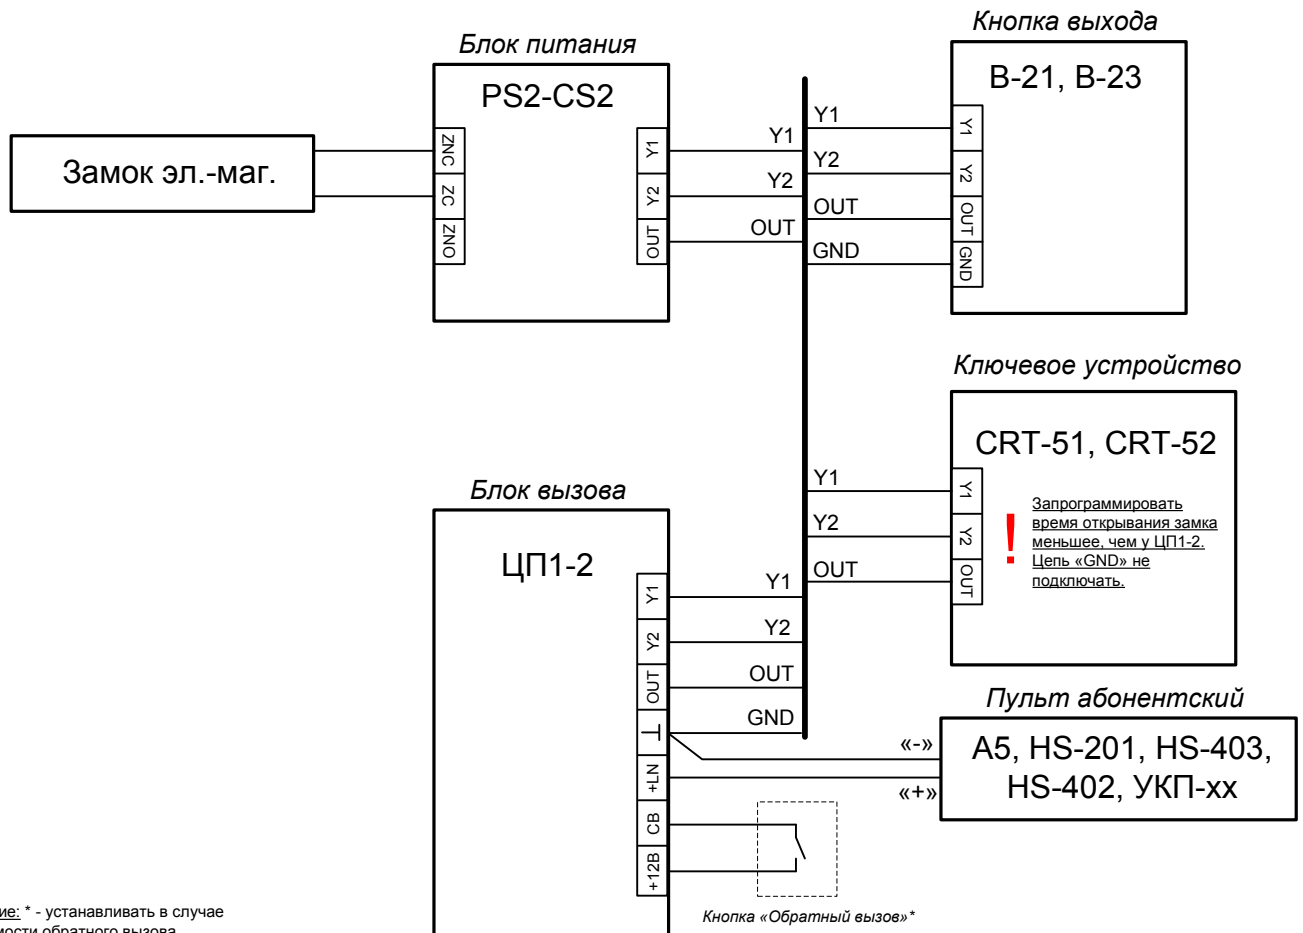 Кнопка выхода
Блок питания
B-21, B-23
PS2-CS2
Y1
Y1
Y1
Y1
ZNC
Замок эл.-маг.
Y2
Y2
Y2
Y2
ZC
OUT
OUT
OUT
OUT
ZNO
GND
GND
Ключевое устройство
CRT-51, CRT-52
Блок вызова
Y1
Y1
Запрограммировать
время открывания замка
меньшее, чем у ЦП1-2.
Цепь «GND» не
подключать.
!
Y2
Y2
ЦП1-2
OUT
OUT
Y1
Y1
Y2
Y2
OUT
OUT
Пульт абонентский
GND
⊥
«-»
A5, HS-201, HS-403,
HS-402, УКП-xx
+LN
«+»
CB
+12B
ие: * - устанавливать в случае
Кнопка «Обратный вызов»*
мости обратного вызова